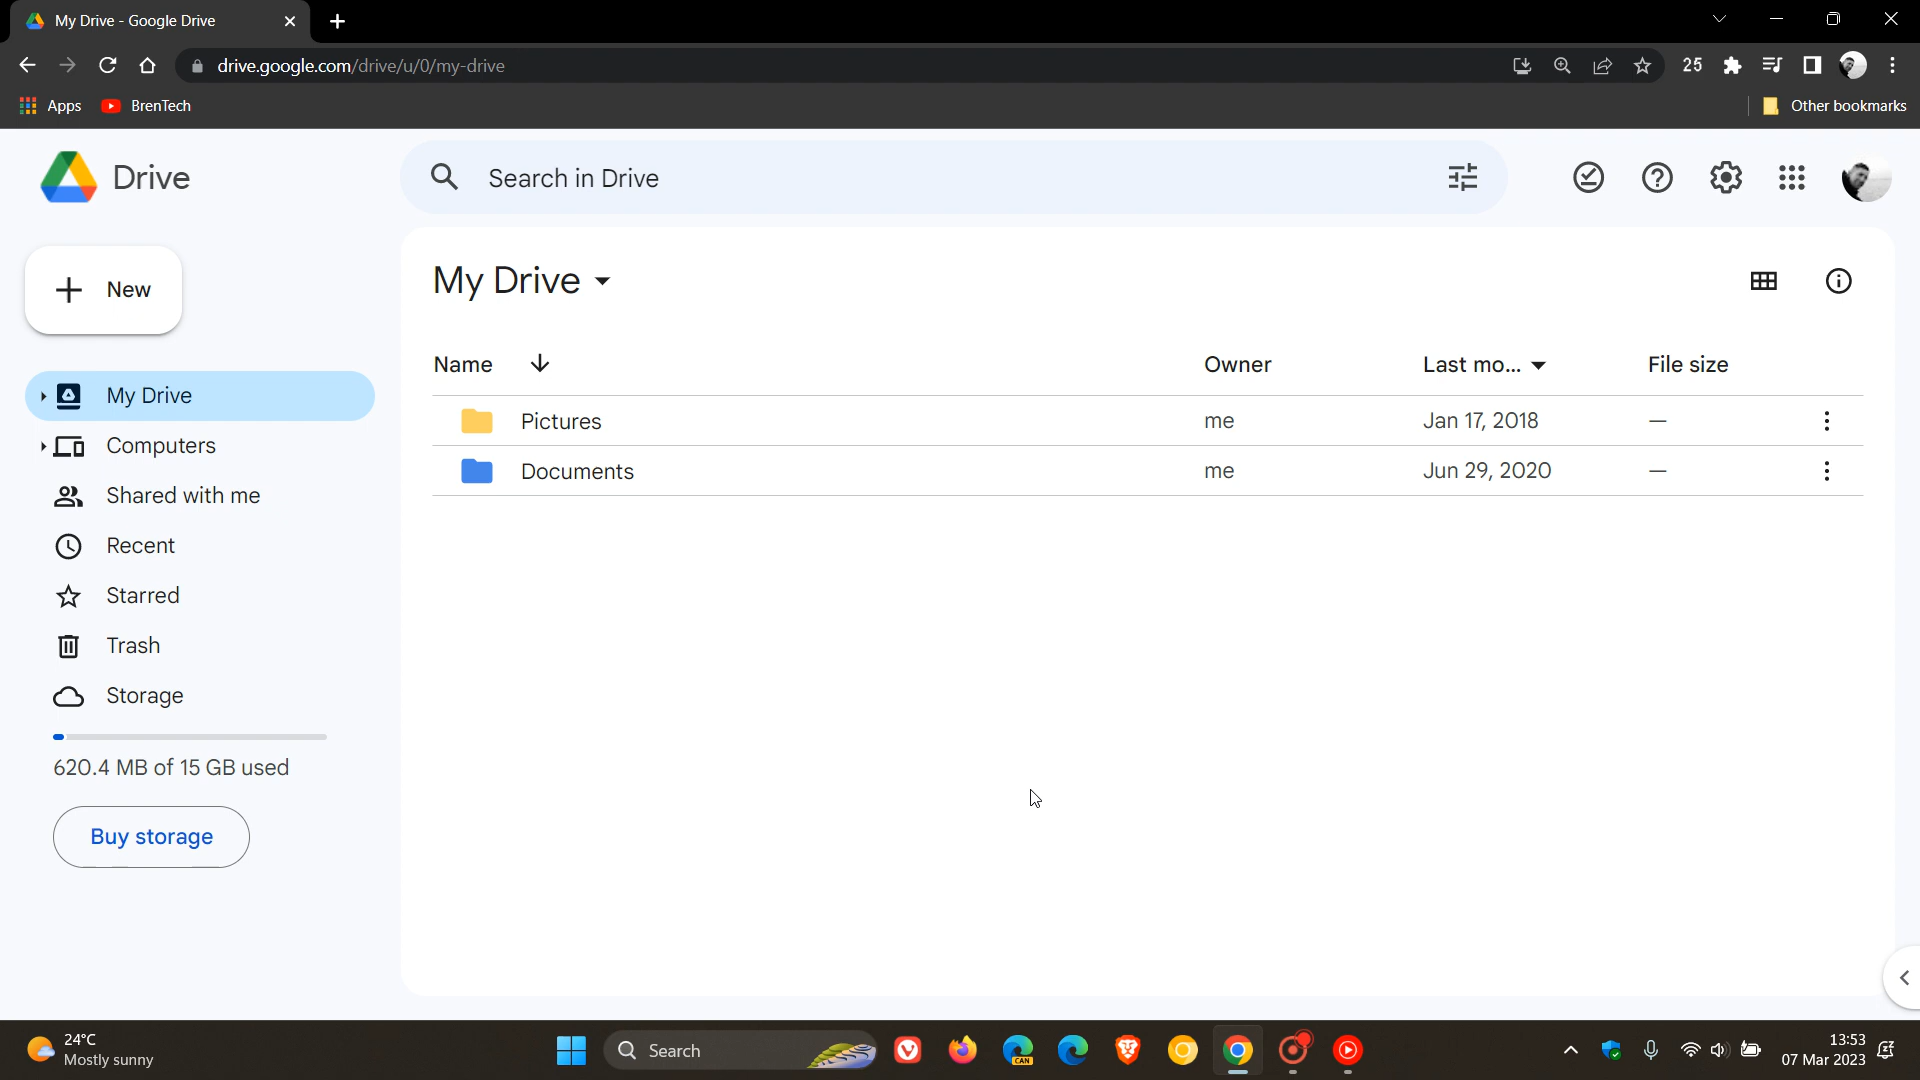 My Drive - Google Drive
drive.google.com/drive/u/0/my-drive
25
Apps
BrenTech
Other bookmarks
Drive
Search in Drive
New
My Drive
Computers
Shared with me
Recent
Starred
Trash
Storage
620.4 MB of 15 GB used
Buy storage
My Drive
Name Owner Last mo... File size
Pictures me Jan 17, 2018 —
Documents me Jun 29, 2020 —
24°C
Mostly sunny
Search
CAN
13:53
07 Mar 2023